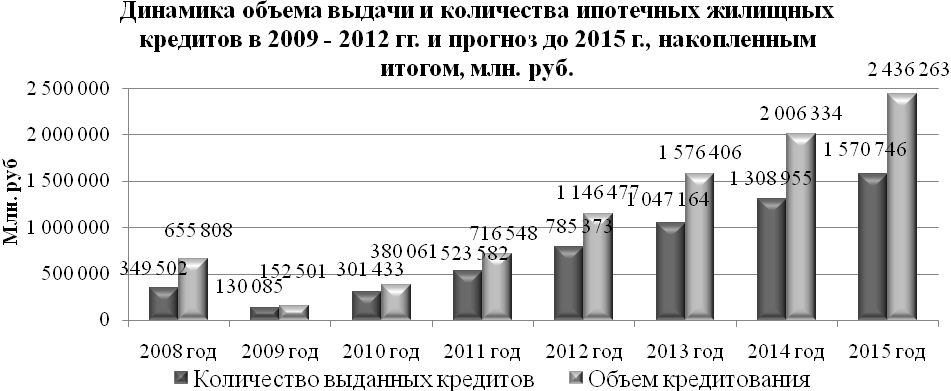 Динамика объема выдачи и количества ипотечных жилищных
кредитов в 2009 - 2012 гг. и прогноз до 2015 г., накопленным
итогом, млн. руб.
Млн. руб
2 500 000
2 000 000
1 500 000
1 000 000
500 000
0
349 502
655 808
130 085
152 501
301 433
380 061
523 582
716 548
785 373
1 146 477
1 047 164
1 576 406
1 308 955
2 006 334
1 570 746
2 436 263
2008 год 2009 год 2010 год 2011 год 2012 год 2013 год 2014 год 2015 год
Количество выданных кредитов Объем кредитования